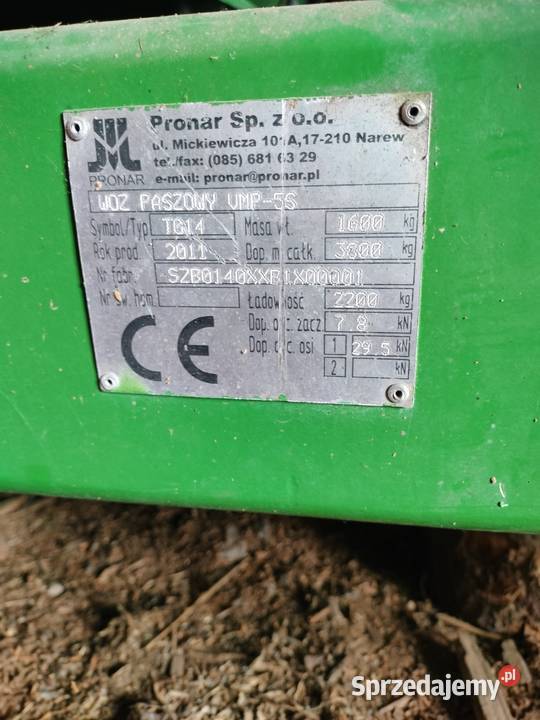 Pronar Sp. z o.o.
ul. Mickiewicza 101A, 17-210 Narew
tel./fax: (085) 681 63 29
PRONAR e-mail: pronar@pronar.pl
WOZ PASZOWY VMP-5S
Symbol/Typ T614 Masa wł. 1600 kg
Rok prod. 2011 Dop. m. całk. 3800 kg
Nr fabr. SZB0140XXB1X00001
Nr św. hom. Ładowność 2200 kg
Dop. obc. zacz. 7.8 kN
Dop. obc. osi 1 29.5 kN
2 kN
CE
Sprzedajemy.pl